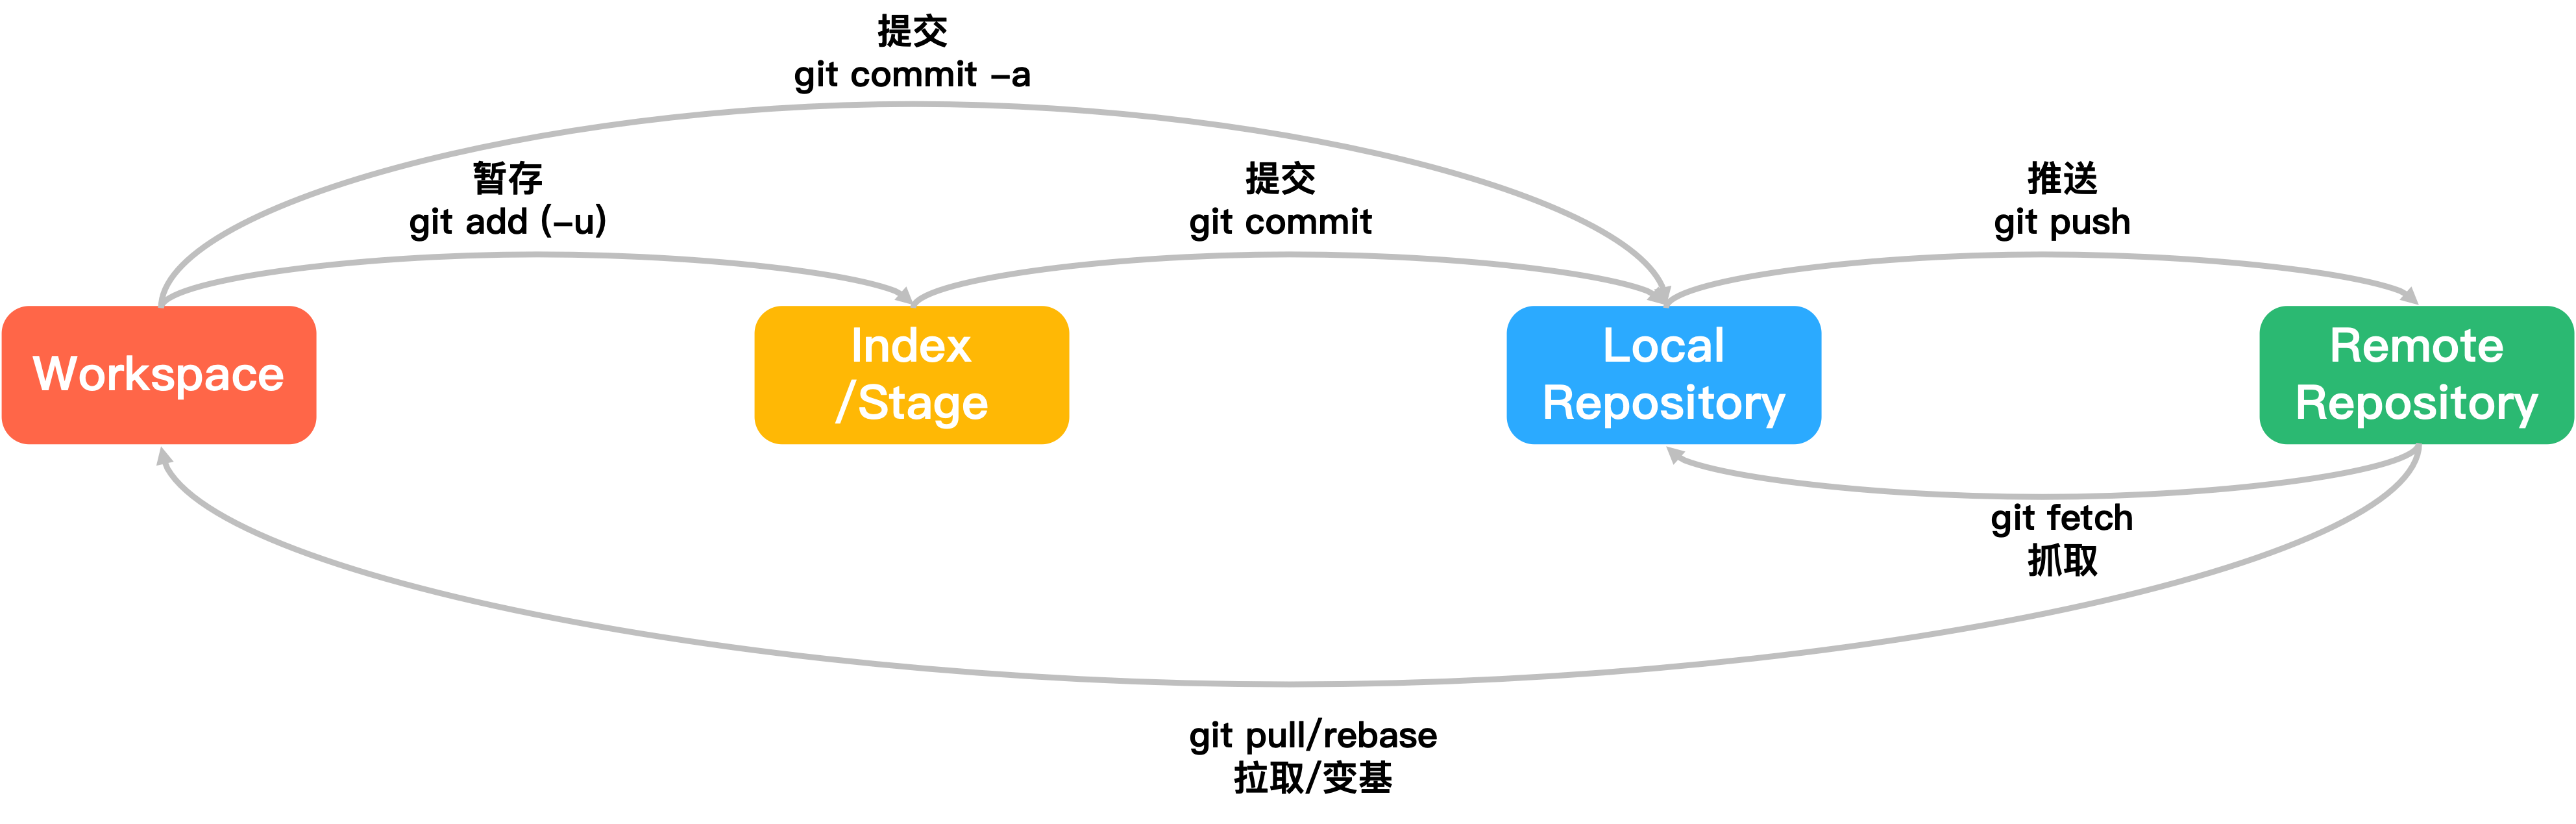 提交
git commit –a
暂存
git add (–u)
提交
git commit
推送
git push
Workspace
Index
/Stage
Local
Repository
Remote
Repository
git fetch
抓取
git pull/rebase
拉取/变基